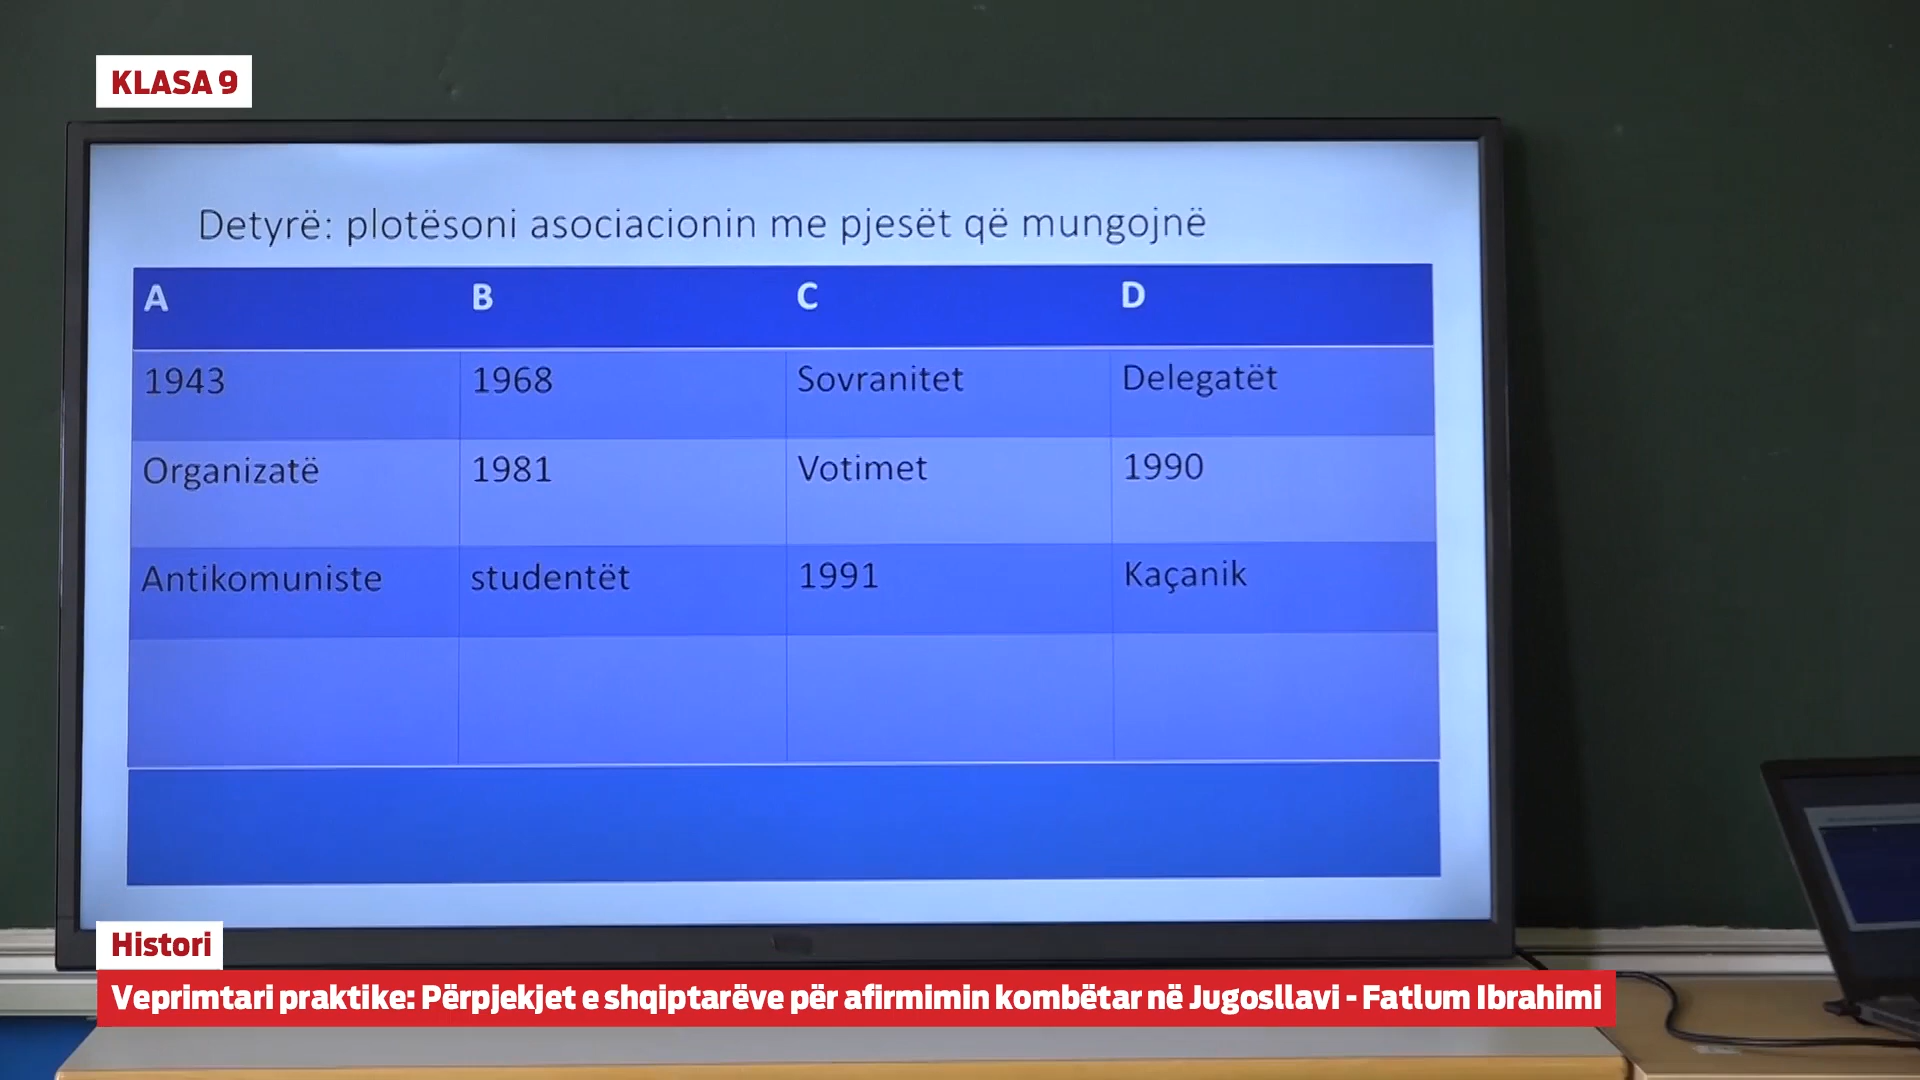 KLASA 9
Detyrë: plotësoni asociacionin me pjesët që mungojnë
A B C D
1943 1968 Sovranitet Delegatët
Organizatë 1981 Votimet 1990
Antikomuniste studentët 1991 Kaçanik
Histori
Veprimtari praktike: Përpjekjet e shqiptarëve për afirmimin kombëtar në Jugosllavi - Fatlum Ibrahimi